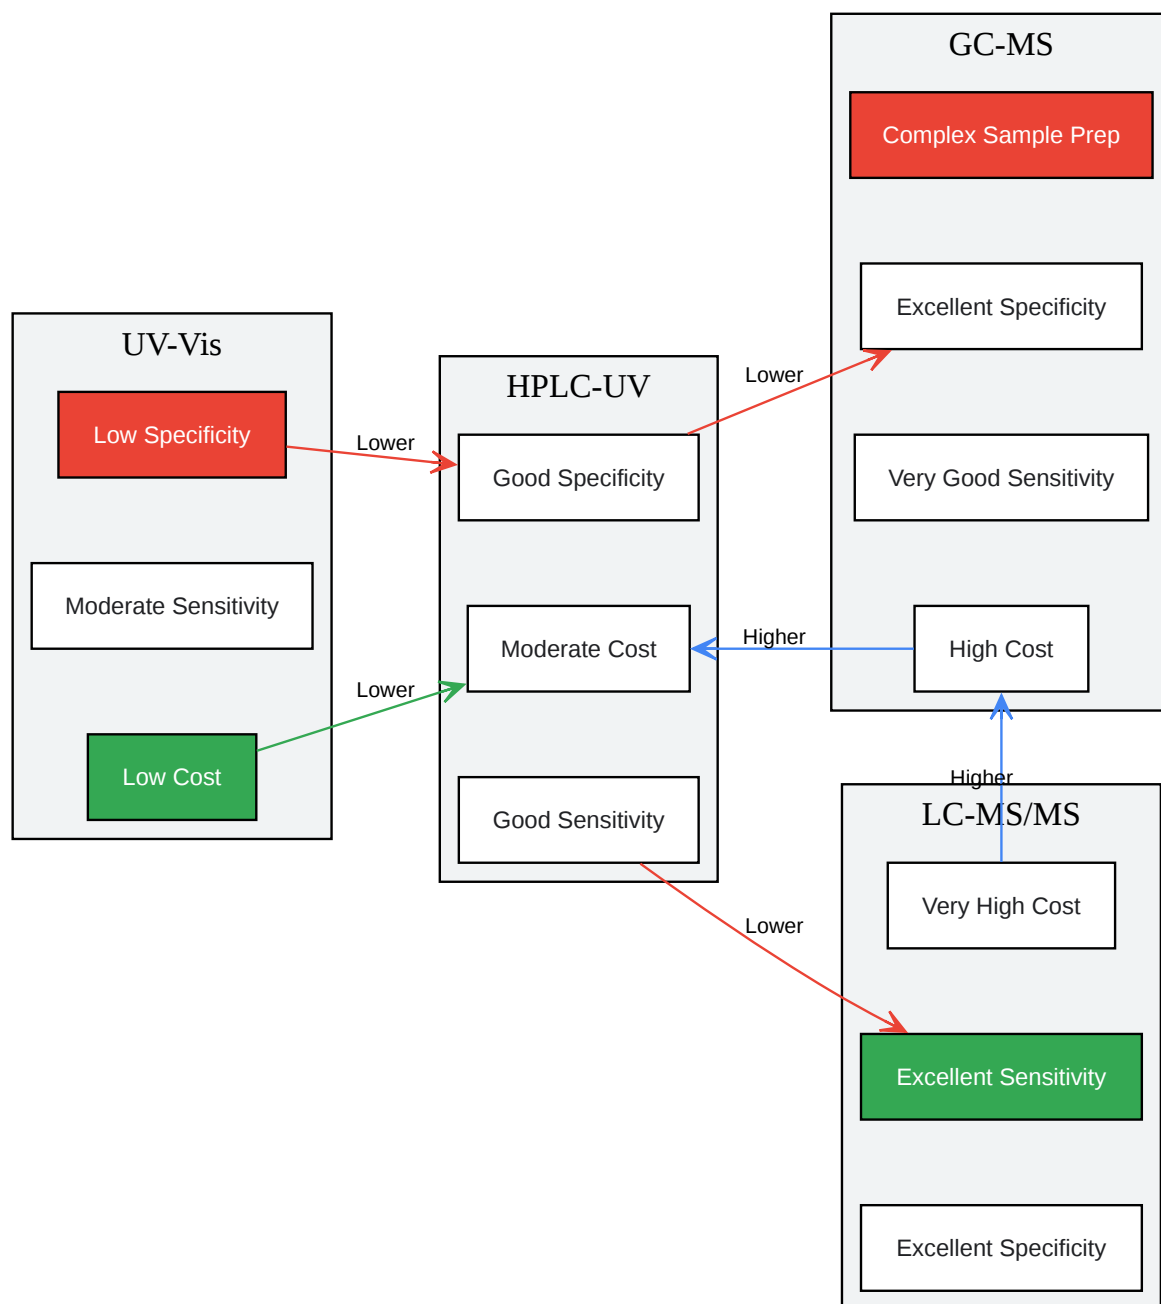 UV-Vis
Low Specificity
Moderate Sensitivity
Low Cost
Lower
Lower
HPLC-UV
Good Specificity
Moderate Cost
Good Sensitivity
Lower
Higher
Lower
GC-MS
Complex Sample Prep
Excellent Specificity
Very Good Sensitivity
High Cost
Higher
LC-MS/MS
Very High Cost
Excellent Sensitivity
Excellent Specificity